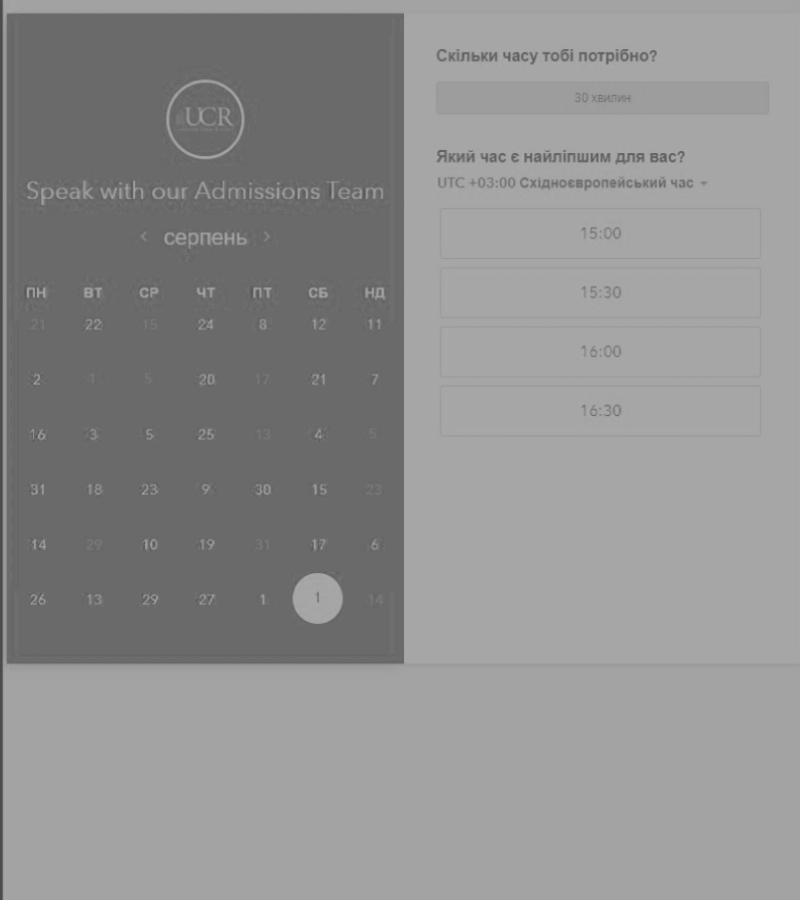 UCR
Speak with our Admissions Team
‹ серпень ›
ПН ВТ СР ЧТ ПТ СБ НД
21 22 15 24 8 12 11
2 1 5 20 17 21 7
16 3 5 25 13 4 5
31 18 23 9 30 15 23
14 29 10 19 31 17 6
26 13 29 27 1 1 14
Скільки часу тобі потрібно?
30 хвилин
Який час є найліпшим для вас?
UTC +03:00 Східноєвропейський час
15:00
15:30
16:00
16:30